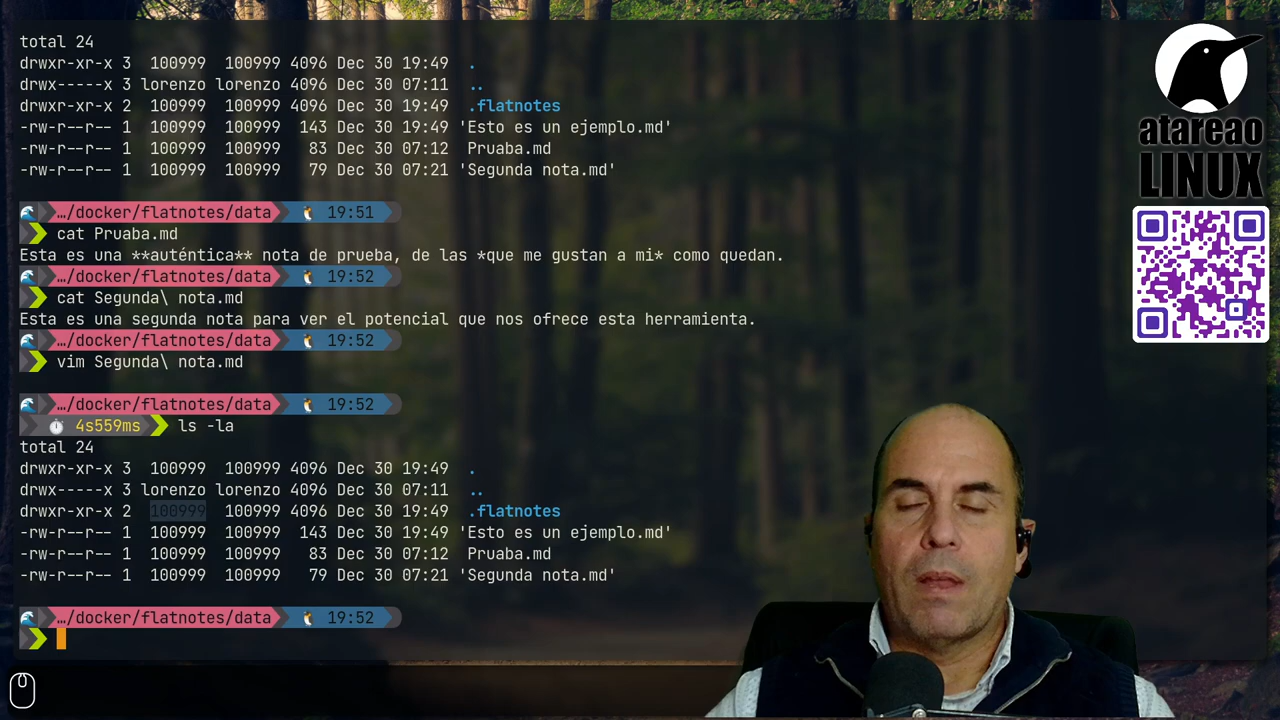 total 24
drwxr-xr-x 3  100999  100999 4096 Dec 30 19:49  .
drwx-----x 3 lorenzo lorenzo 4096 Dec 30 07:11  ..
drwxr-xr-x 2  100999  100999 4096 Dec 30 19:49  .flatnotes
-rw-r--r-- 1  100999  100999  143 Dec 30 19:49 'Esto es un ejemplo.md'
-rw-r--r-- 1  100999  100999   83 Dec 30 07:12  Pruaba.md
-rw-r--r-- 1  100999  100999   79 Dec 30 07:21 'Segunda nota.md'
…/docker/flatnotes/data 19:51
cat Pruaba.md
Esta es una **auténtica** nota de prueba, de las *que me gustan a mi* como quedan.
…/docker/flatnotes/data 19:52
cat Segunda\ nota.md
Esta es una segunda nota para ver el potencial que nos ofrece esta herramienta.
…/docker/flatnotes/data 19:52
vim Segunda\ nota.md
…/docker/flatnotes/data 19:52
4s559ms ls -la
total 24
drwxr-xr-x 3  100999  100999 4096 Dec 30 19:49  .
drwx-----x 3 lorenzo lorenzo 4096 Dec 30 07:11  ..
drwxr-xr-x 2  100999  100999 4096 Dec 30 19:49  .flatnotes
-rw-r--r-- 1  100999  100999  143 Dec 30 19:49 'Esto es un ejemplo.md'
-rw-r--r-- 1  100999  100999   83 Dec 30 07:12  Pruaba.md
-rw-r--r-- 1  100999  100999   79 Dec 30 07:21 'Segunda nota.md'
…/docker/flatnotes/data 19:52
atareao
LINUX